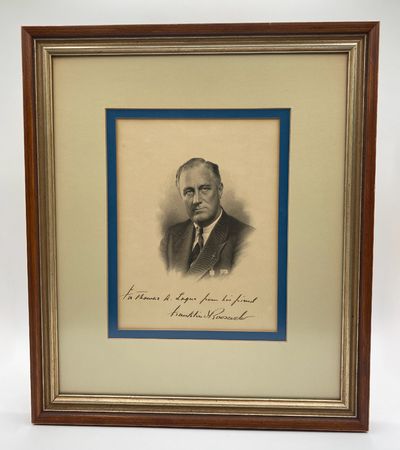 For Thomas A. Logue from his friend
Franklin D Roosevelt